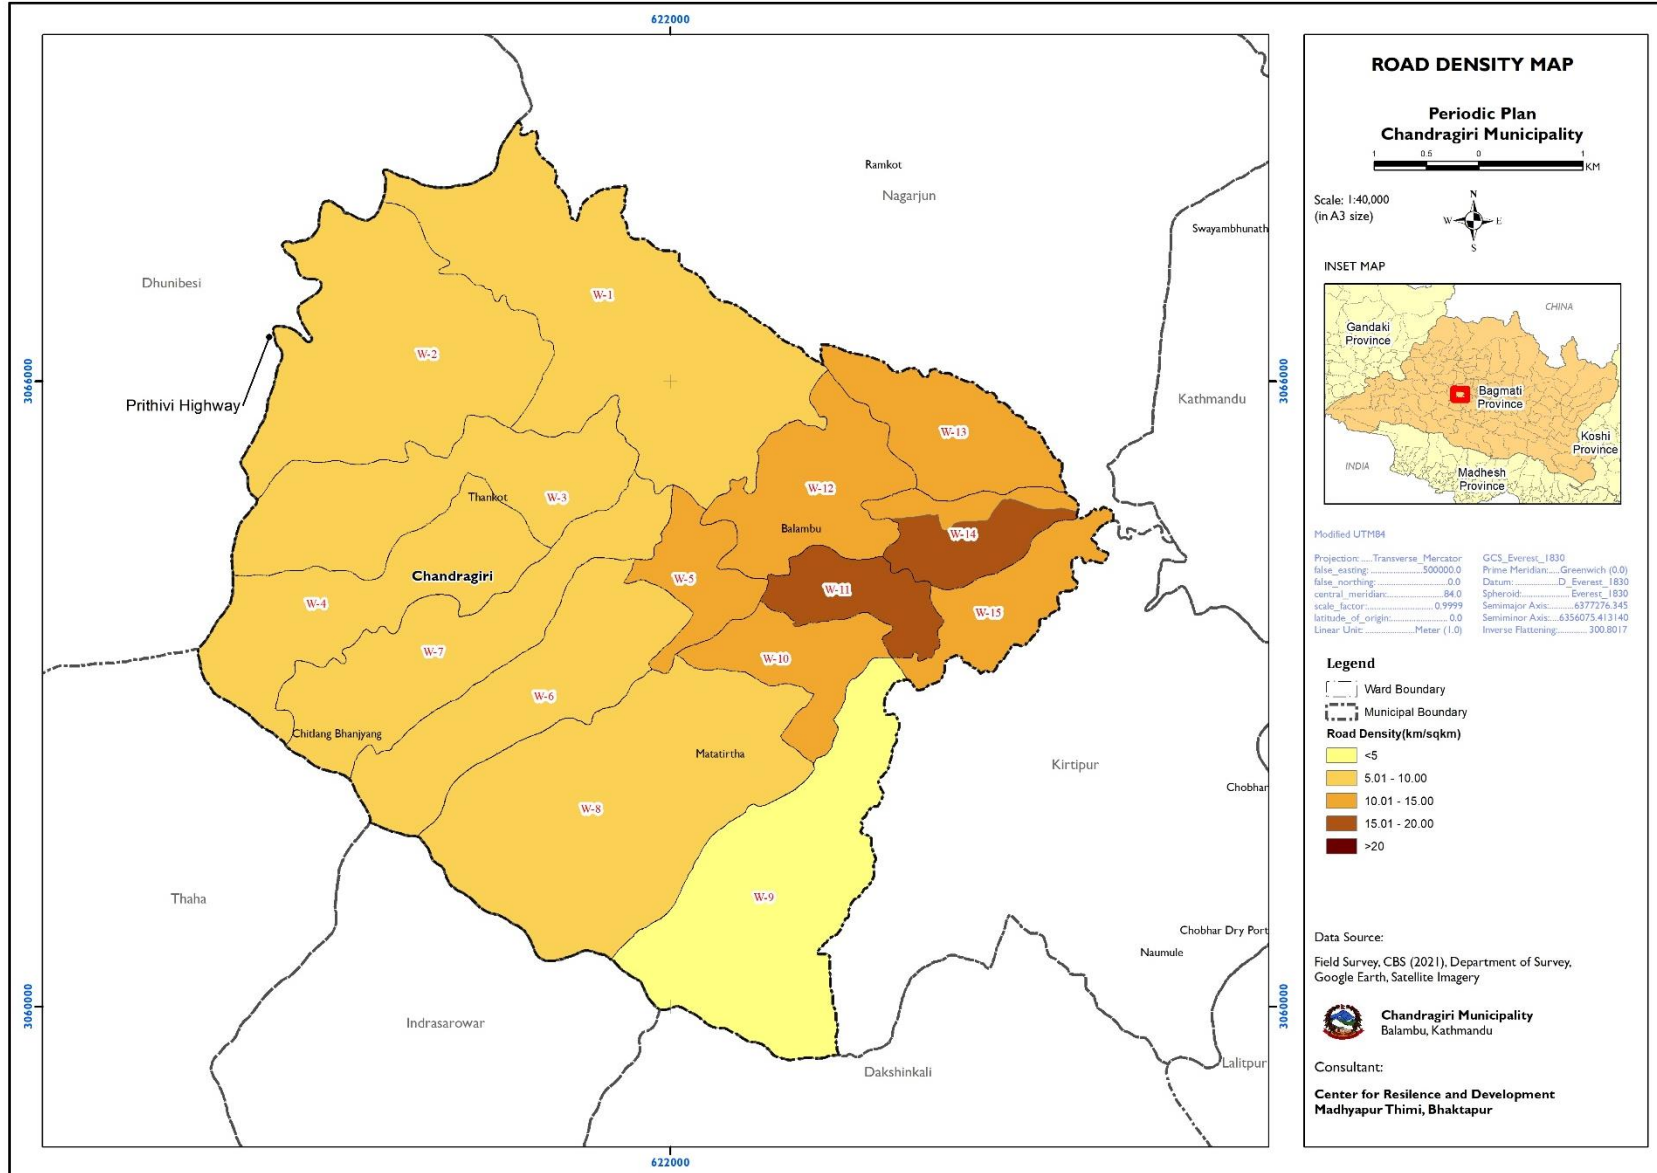 622000
3066000
3060000
Ramkot
Nagarjun
Swayambhunath
Dhunibesi
W-1
W-2
Prithivi Highway
Kathmandu
W-13
W-12
Thankot
W-3
Balambu
W-14
Chandragiri
W-5
W-11
W-4
W-15
W-7
W-10
W-6
Chitlang Bhanjyang
Matatirtha
Kirtipur
Chobhar
W-8
Thaha
W-9
Chobhar Dry Port
Naumule
Indrasarowar
Dakshinkali
Lalitpur
3066000
3060000
622000
ROAD DENSITY MAP
Periodic Plan
Chandragiri Municipality
1 0.5 0 1
KM
Scale: 1:40,000
(in A3 size)
N
W E
S
INSET MAP
CHINA
Gandaki
Province
Bagmati
Province
Koshi
Province
INDIA
Madhesh
Province
Modified UTM84
Projection: .....Transverse_Mercator
false_easting: ..........500000.0
false_northing: ..........0.0
central_meridian:..........84.0
scale_factor:..........0.9999
latitude_of_origin:..........0.0
Linear Unit: ..........Meter (1.0)
GCS_Everest_1830
Prime Meridian:.....Greenwich (0.0)
Datum: ..........D_Everest_1830
Spheroid:..........Everest_1830
Semimajor Axis:.....6377276.345
Semiminor Axis:....6356075.413140
Inverse Flattening:..........300.8017
Legend
Ward Boundary
Municipal Boundary
Road Density(km/sqkm)
<5
5.01 - 10.00
10.01 - 15.00
15.01 - 20.00
>20
Data Source:
Field Survey, CBS (2021), Department of Survey,
Google Earth, Satellite Imagery
Chandragiri Municipality
Balambu, Kathmandu
Consultant:
Center for Resilence and Development
Madhyapur Thimi, Bhaktapur